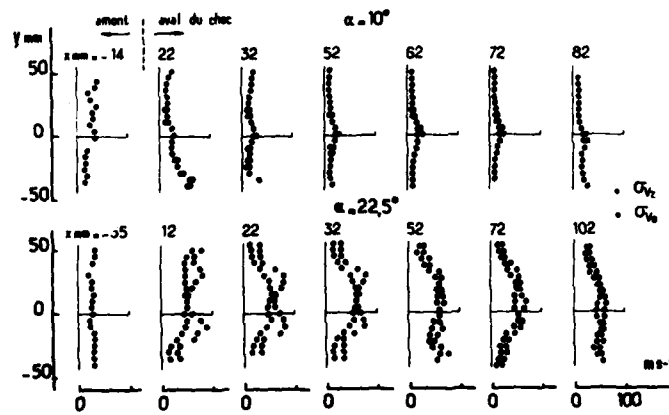 amont aval du choc α = 10°
y mm
x mm = -14 22 32 52 62 72 82
50
0
-50
α = 22,5°
σVz
σVθ
x mm = -35 12 22 32 52 72 102
50
0
-50
ms-
0 0 0 0 0 0 0 100